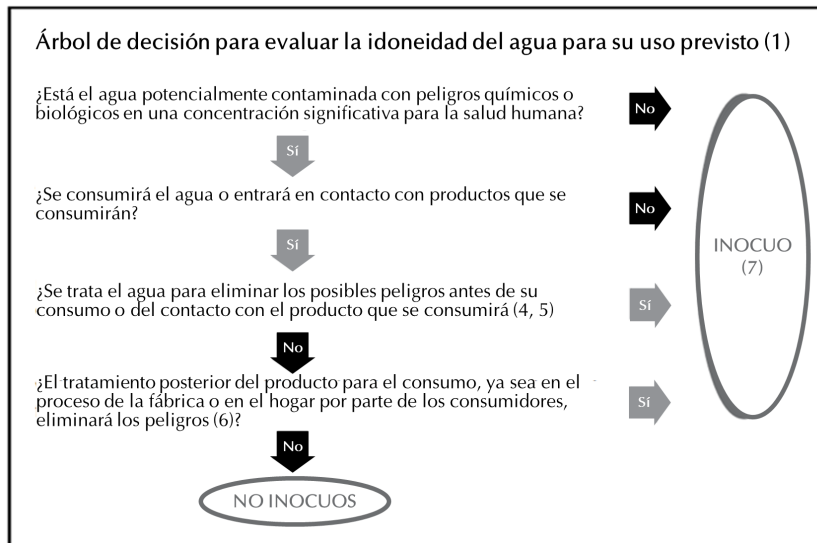 Árbol de decisión para evaluar la idoneidad del agua para su uso previsto (1)
¿Está el agua potencialmente contaminada con peligros químicos o
biológicos en una concentración significativa para la salud humana?
No
Sí
¿Se consumirá el agua o entrará en contacto con productos que se
consumirán?
No
Sí
INOCUO
(7)
¿Se trata el agua para eliminar los posibles peligros antes de su
consumo o del contacto con el producto que se consumirá (4, 5)
Sí
No
¿El tratamiento posterior del producto para el consumo, ya sea en el
proceso de la fábrica o en el hogar por parte de los consumidores,
eliminará los peligros (6)?
Sí
No
NO INOCUOS